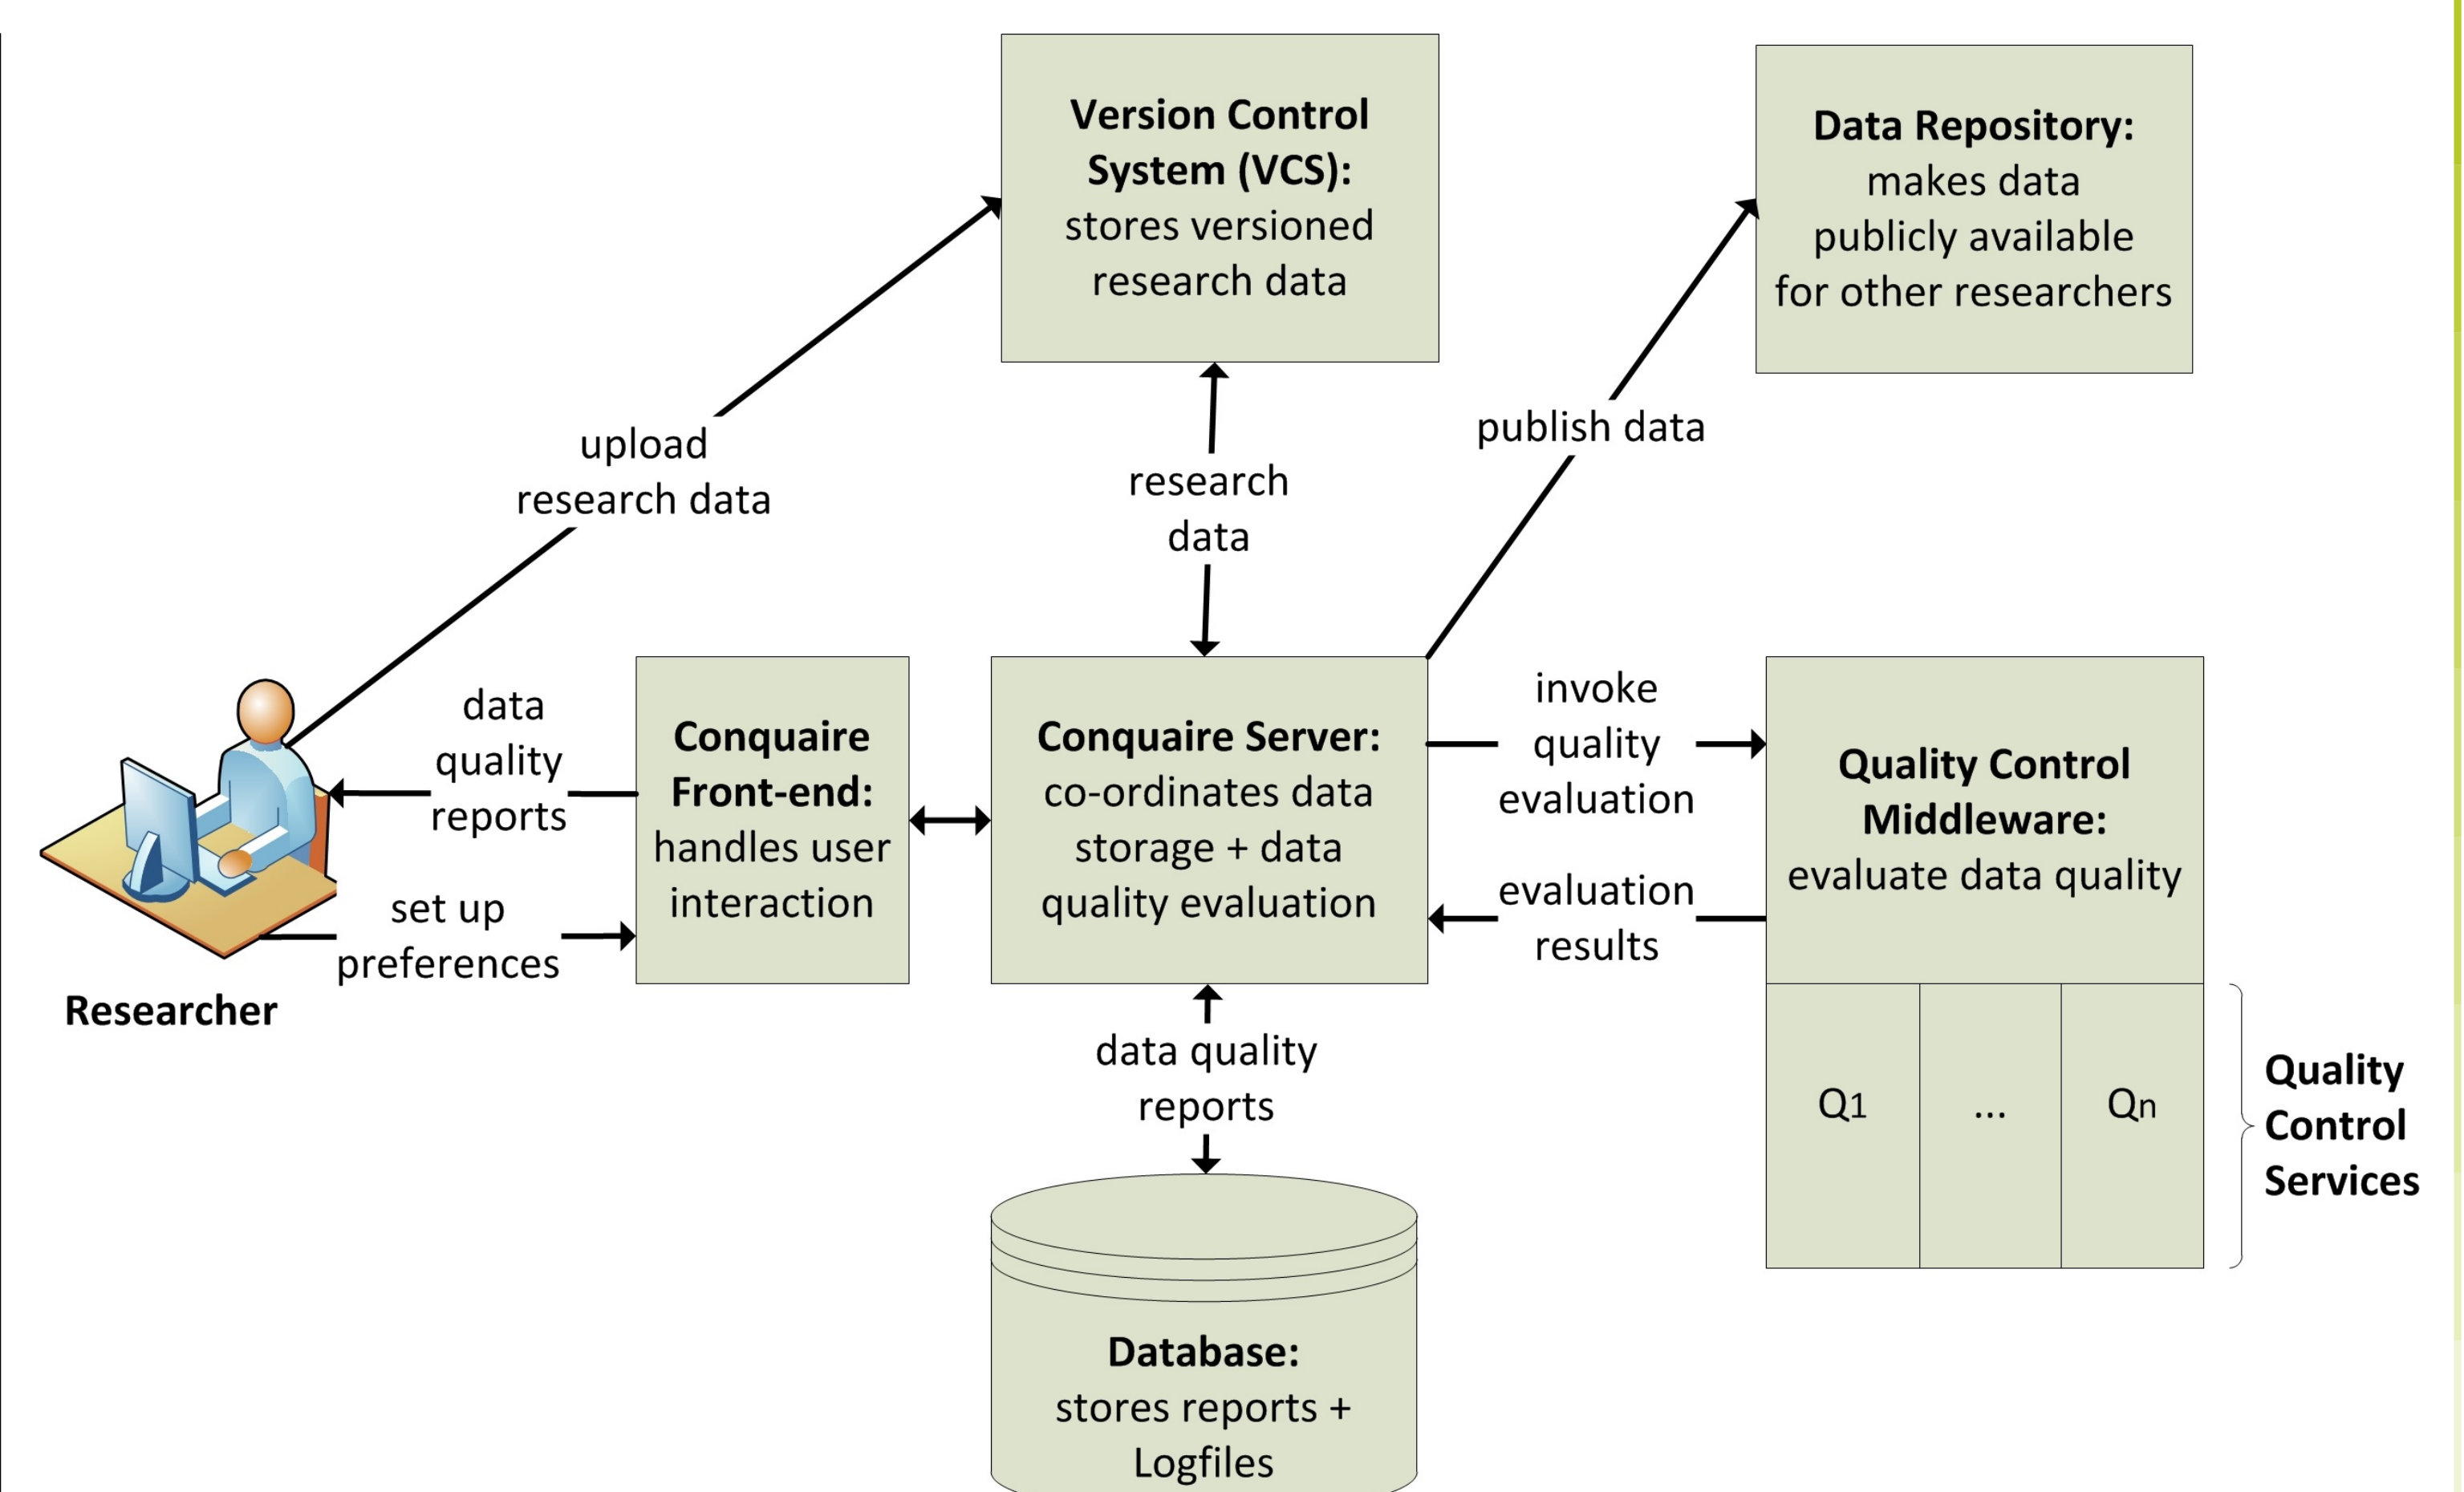 Version Control
System (VCS):
stores versioned
research data
Data Repository:
makes data
publicly available
for other researchers
upload
research data
research
data
publish data
data
quality
reports
set up
preferences
Researcher
Conquaire
Front-end:
handles user
interaction
Conquaire Server:
co-ordinates data
storage + data
quality evaluation
invoke
quality
evaluation
evaluation
results
Quality Control
Middleware:
evaluate data quality
Q1
...
Qn
Quality
Control
Services
data quality
reports
Database:
stores reports +
Logfiles